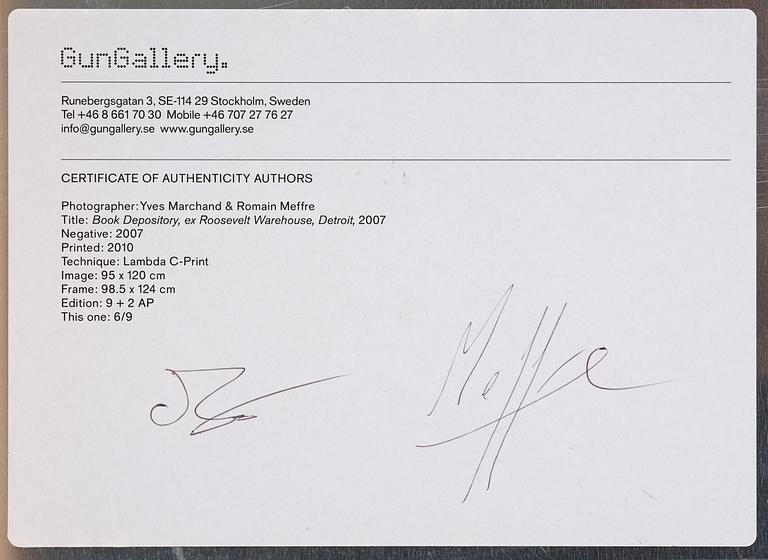 GunGallery.
Runebergsgatan 3, SE-114 29 Stockholm, Sweden
Tel +46 8 661 70 30 Mobile +46 707 27 76 27
info@gungallery.se www.gungallery.se
CERTIFICATE OF AUTHENTICITY AUTHORS
Photographer:Yves Marchand & Romain Meffre
Title: Book Depository, ex Roosevelt Warehouse, Detroit, 2007
Negative: 2007
Printed: 2010
Technique: Lambda C-Print
Image: 95 x 120 cm
Frame: 98.5 x 124 cm
Edition: 9 + 2 AP
This one: 6/9
Meffre